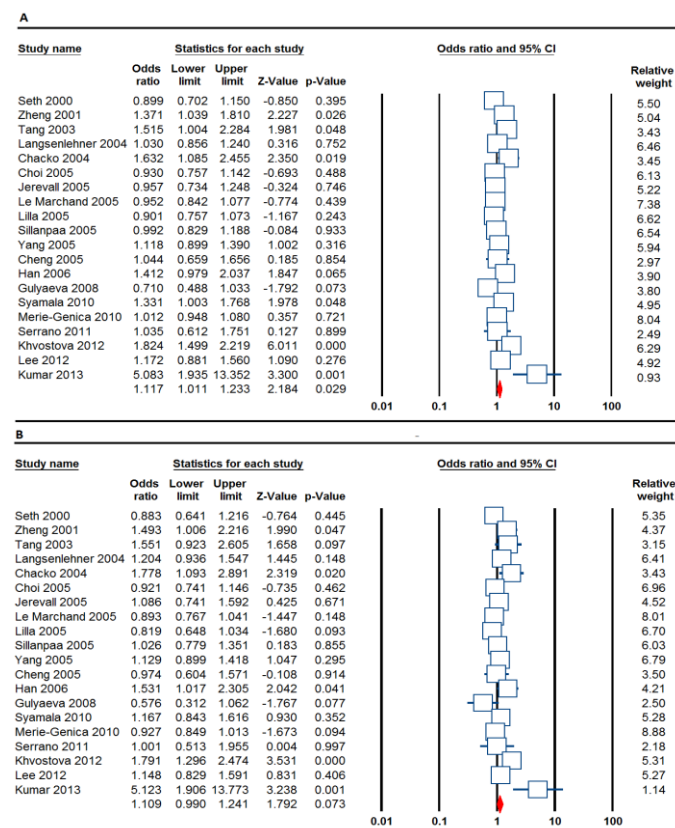 A
Study name Statistics for each study Odds ratio and 95% CI
Odds ratio Lower limit Upper limit Z-Value p-Value Relative weight
Seth 2000 0.899 0.702 1.150 -0.850 0.395 5.50
Zheng 2001 1.371 1.039 1.810 2.227 0.026 5.04
Tang 2003 1.515 1.004 2.284 1.981 0.048 3.43
Langsenlehner 2004 1.030 0.856 1.240 0.316 0.752 6.46
Chacko 2004 1.632 1.085 2.455 2.350 0.019 3.45
Choi 2005 0.930 0.757 1.142 -0.693 0.488 6.13
Jerevall 2005 0.957 0.734 1.248 -0.324 0.746 5.22
Le Marchand 2005 0.952 0.842 1.077 -0.774 0.439 7.38
Lilla 2005 0.901 0.757 1.073 -1.167 0.243 6.62
Sillanpaa 2005 0.992 0.829 1.188 -0.084 0.933 6.54
Yang 2005 1.118 0.899 1.390 1.002 0.316 5.94
Cheng 2005 1.044 0.659 1.656 0.185 0.854 2.97
Han 2006 1.412 0.979 2.037 1.847 0.065 3.90
Gulyaeva 2008 0.710 0.488 1.033 -1.792 0.073 3.80
Syamala 2010 1.331 1.003 1.768 1.978 0.048 4.95
Merie-Genica 2010 1.012 0.948 1.080 0.357 0.721 8.04
Serrano 2011 1.035 0.612 1.751 0.127 0.899 2.49
Khvostova 2012 1.824 1.499 2.219 6.011 0.000 6.29
Lee 2012 1.172 0.881 1.560 1.090 0.276 4.92
Kumar 2013 5.083 1.935 13.352 3.300 0.001 0.93
1.117 1.011 1.233 2.184 0.029
0.01 0.1 1 10 100
B
Study name Statistics for each study Odds ratio and 95% CI
Odds ratio Lower limit Upper limit Z-Value p-Value Relative weight
Seth 2000 0.883 0.641 1.216 -0.764 0.445 5.35
Zheng 2001 1.493 1.006 2.216 1.990 0.047 4.37
Tang 2003 1.551 0.923 2.605 1.658 0.097 3.15
Langsenlehner 2004 1.204 0.936 1.547 1.445 0.148 6.41
Chacko 2004 1.778 1.093 2.891 2.319 0.020 3.43
Choi 2005 0.921 0.741 1.146 -0.735 0.462 6.96
Jerevall 2005 1.086 0.741 1.592 0.425 0.671 4.52
Le Marchand 2005 0.893 0.767 1.041 -1.447 0.148 8.01
Lilla 2005 0.819 0.648 1.034 -1.680 0.093 6.70
Sillanpaa 2005 1.026 0.779 1.351 0.183 0.855 6.03
Yang 2005 1.129 0.899 1.418 1.047 0.295 6.79
Cheng 2005 0.974 0.604 1.571 -0.108 0.914 3.50
Han 2006 1.531 1.017 2.305 2.042 0.041 4.21
Gulyaeva 2008 0.576 0.312 1.062 -1.767 0.077 2.50
Syamala 2010 1.167 0.843 1.616 0.930 0.352 5.28
Merie-Genica 2010 0.927 0.849 1.013 -1.673 0.094 8.88
Serrano 2011 1.001 0.513 1.955 0.004 0.997 2.18
Khvostova 2012 1.791 1.296 2.474 3.531 0.000 5.31
Lee 2012 1.148 0.829 1.591 0.831 0.406 5.27
Kumar 2013 5.123 1.906 13.773 3.238 0.001 1.14
1.109 0.990 1.241 1.792 0.073
0.01 0.1 1 10 100